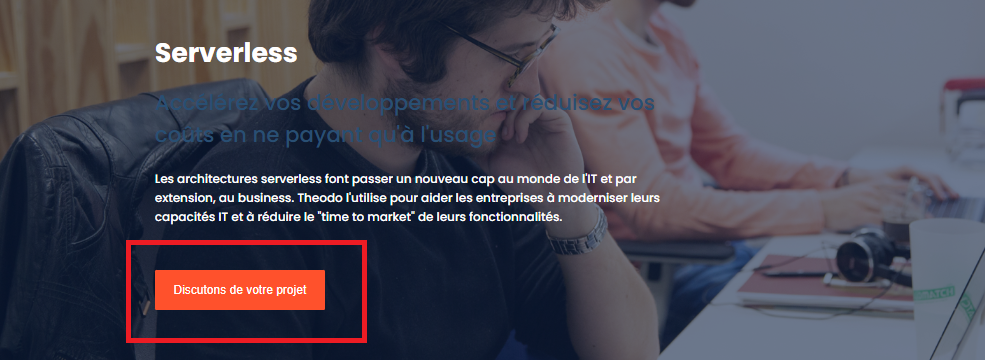 Serverless
Accélérez vos développements et réduisez vos
coûts en ne payant qu'à l'usage
Les architectures serverless font passer un nouveau cap au monde de l'IT et par
extension, au business. Theodo l'utilise pour aider les entreprises à moderniser leurs
capacités IT et à réduire le "time to market" de leurs fonctionnalités.
Discutons de votre projet
DISPATCH